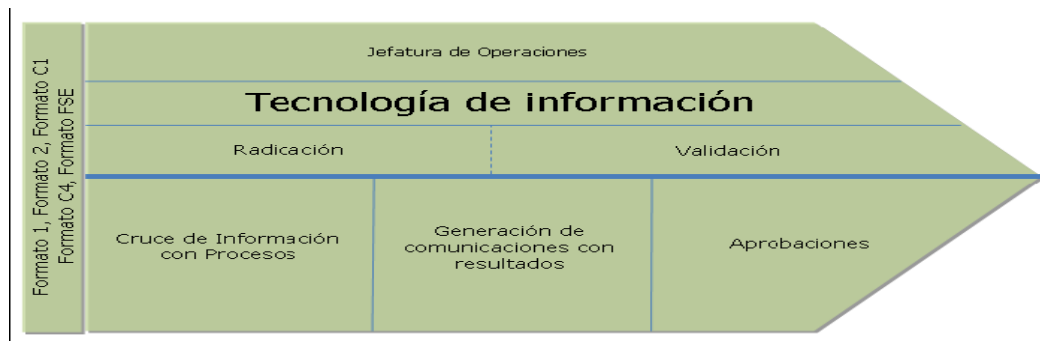 Formato 1, Formato 2, Formato C1
Formato C4, Formato FSE
Jefatura de Operaciones
Tecnología de información
Radicación
Validación
Cruce de Información
con Procesos
Generación de
comunicaciones con
resultados
Aprobaciones